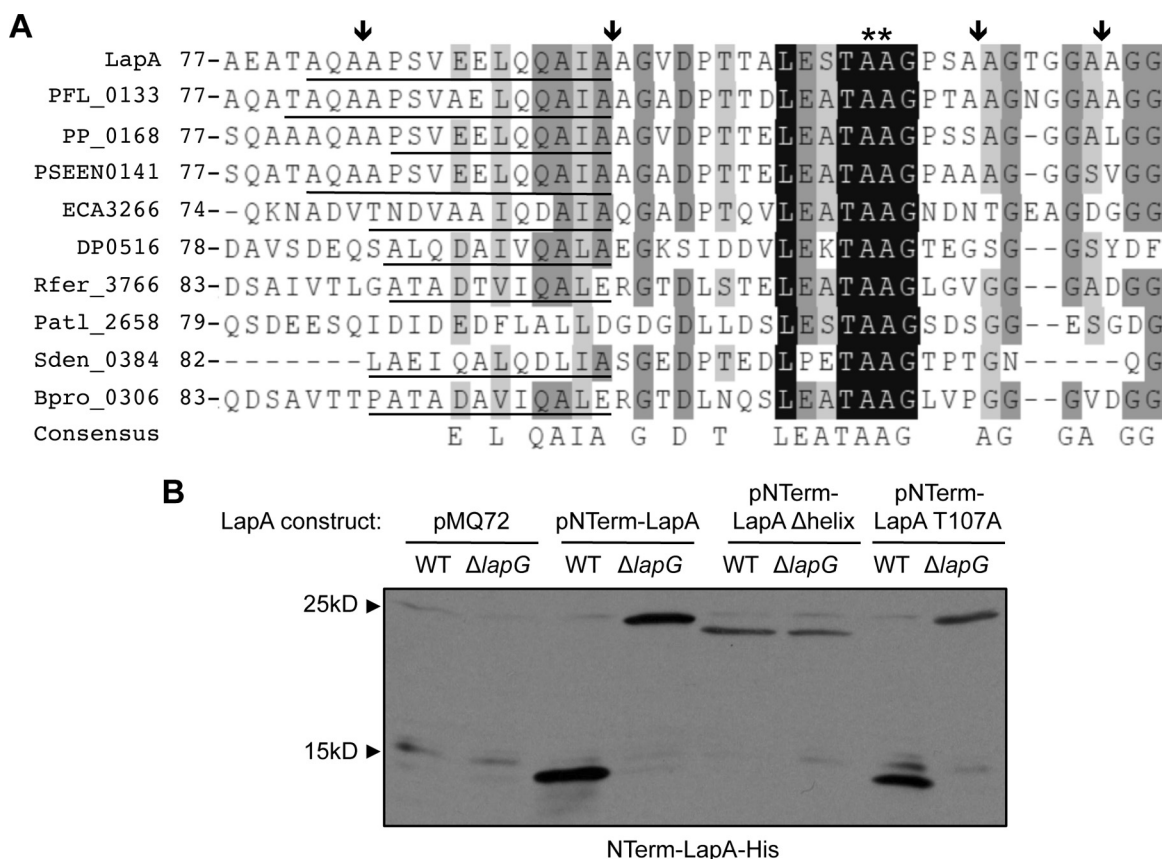 A
**
LapA 77-AEATAQAAPSVEELQQAIAAGVDPTTALESTAAGPSAAGTGGAAGG
PFL_0133 77-AQATAQAAPSVAELQQAIAAGADPTTDLEATAAGPTAAGNGGAAGG
PP_0168 77-SQAAAQAAPSVEELQQAIAAGVDPTTELEATAAGPSSAG-GGALGG
PSEEN0141 77-SQATAQAAPSVEELQQAIAAGADPTTELEATAAGPAAAG-GGSVGG
ECA3266 74--QKNADVTNDVAAIQDAIAQGADPTQVLEATAAGNDNTGEAGDGGG
DP0516 78-DAVSDEQSALQDAIVQALAEGKSIDDVLEKTAAGTEGSG--GSYDF
Rfer_3766 83-DSAIVTLGATADTVIQALERGTDLSTELEATAAGLGVGG--GADGG
Patl_2658 79-QSDEESQIDIDEDFLALLDGDGDLLDSLESTAAGSDSGG--ESGDG
Sden_0384 82--------LAEIQALQDLIASGEDPTEDLPETAAGTPTGN-----QG
Bpro_0306 83-QDSAVTTPATADAVIQALERGTDLNQSLEATAAGLVPGG--GVDGG
Consensus E L QAIA G D T LEATAAG AG GA GG
B
LapA construct: pMQ72 pNTerm-LapA pNTerm-LapA Δhelix pNTerm-LapA T107A
WT ΔlapG WT ΔlapG WT ΔlapG WT ΔlapG
25kD
15kD
NTerm-LapA-His